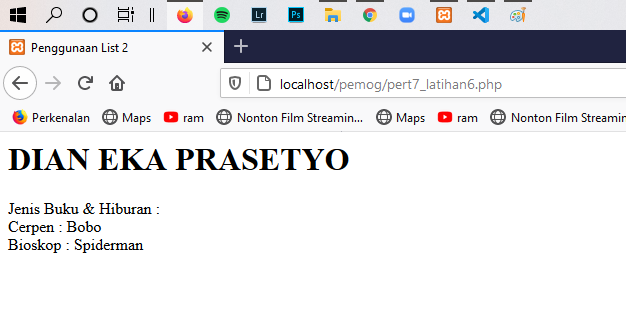 Lr
Ps
Penggunaan List 2
localhost/pemog/pert7_latihan6.php
Perkenalan
Maps
ram
Nonton Film Streamin...
Maps
ram
Nonton Film Streamin
DIAN EKA PRASETYO
Jenis Buku & Hiburan :
Cerpen : Bobo
Bioskop : Spiderman